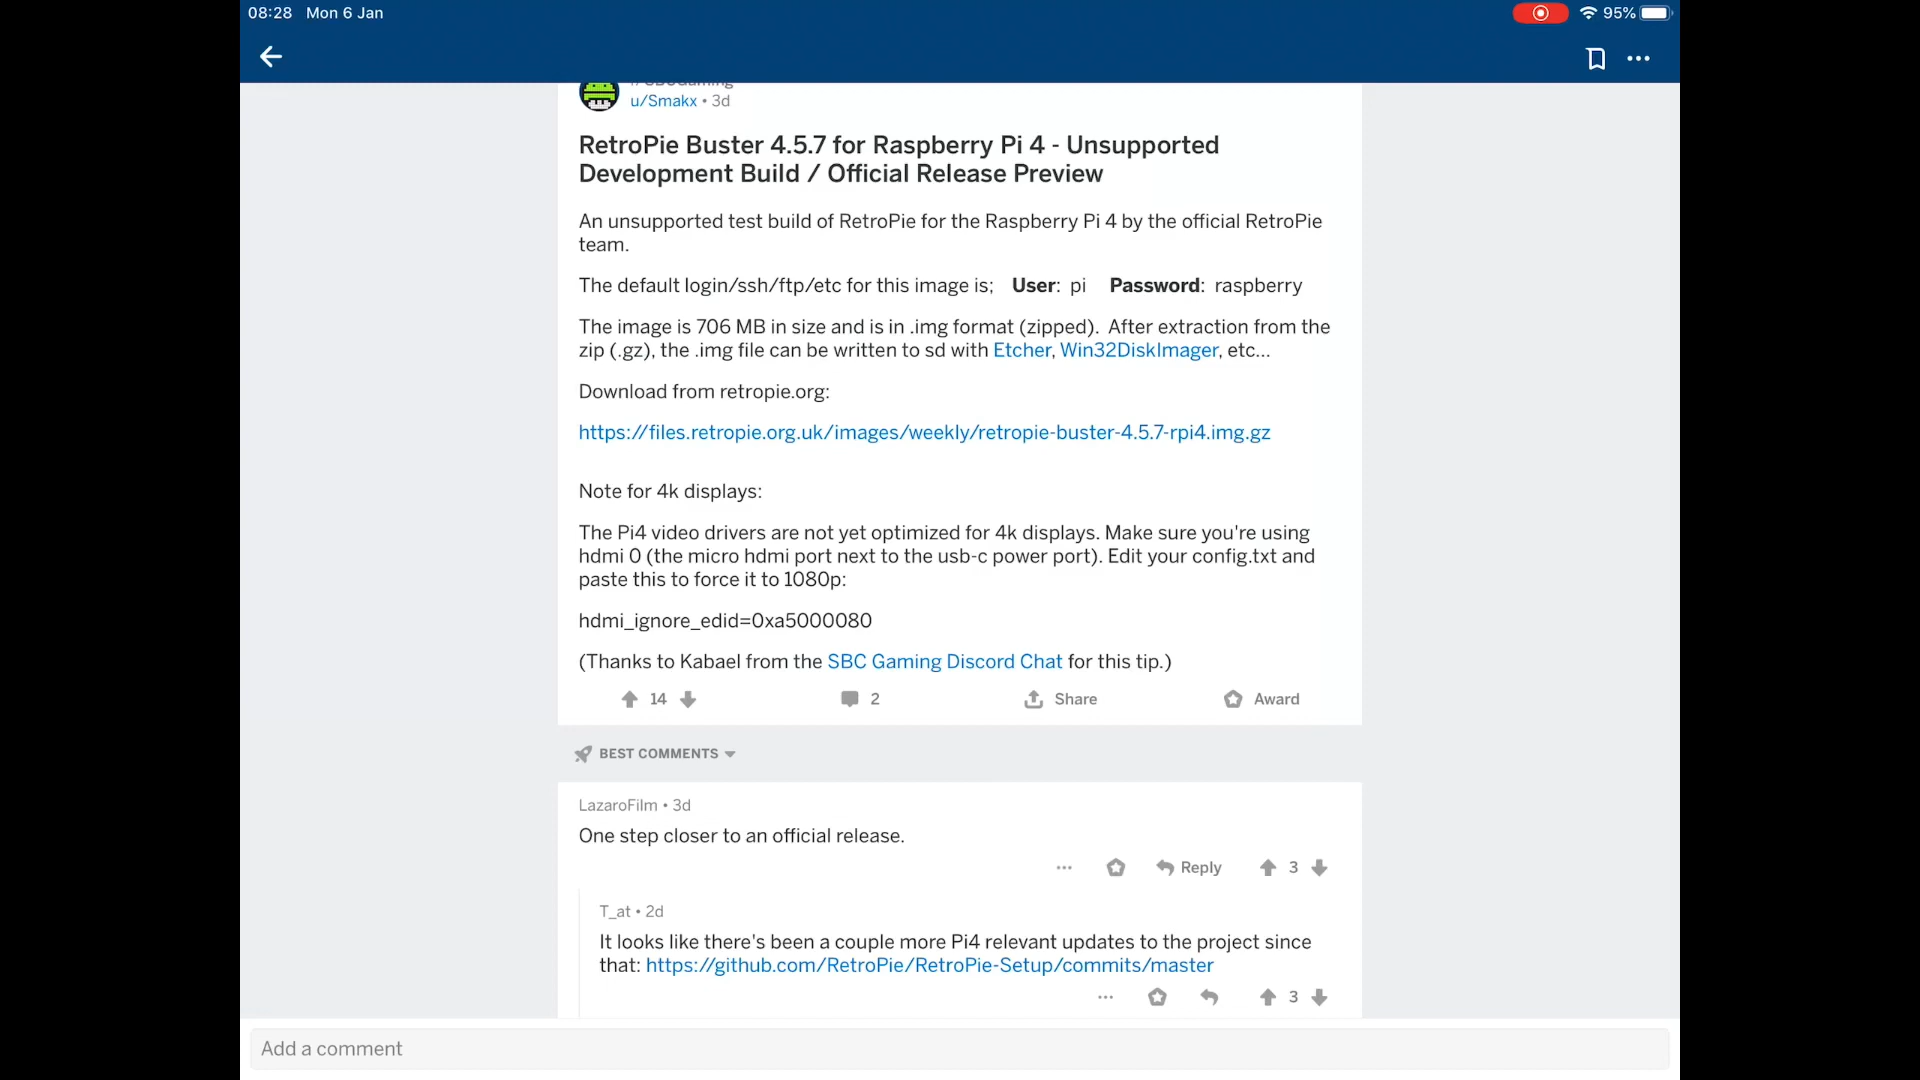 08:28 Mon 6 Jan 95%
u/Smakx • 3d
RetroPie Buster 4.5.7 for Raspberry Pi 4 - Unsupported
Development Build / Official Release Preview
An unsupported test build of RetroPie for the Raspberry Pi 4 by the official RetroPie
team.
The default login/ssh/ftp/etc for this image is; User: pi Password: raspberry
The image is 706 MB in size and is in .img format (zipped). After extraction from the
zip (.gz), the .img file can be written to sd with Etcher, Win32DiskImager, etc...
Download from retropie.org:
https://files.retropie.org.uk/images/weekly/retropie-buster-4.5.7-rpi4.img.gz
Note for 4k displays:
The Pi4 video drivers are not yet optimized for 4k displays. Make sure you're using
hdmi 0 (the micro hdmi port next to the usb-c power port). Edit your config.txt and
paste this to force it to 1080p:
hdmi_ignore_edid=0xa5000080
(Thanks to Kabael from the SBC Gaming Discord Chat for this tip.)
14 2 Share Award
BEST COMMENTS
LazaroFilm • 3d
One step closer to an official release.
Reply 3
T_at • 2d
It looks like there's been a couple more Pi4 relevant updates to the project since
that: https://github.com/RetroPie/RetroPie-Setup/commits/master
3
Add a comment